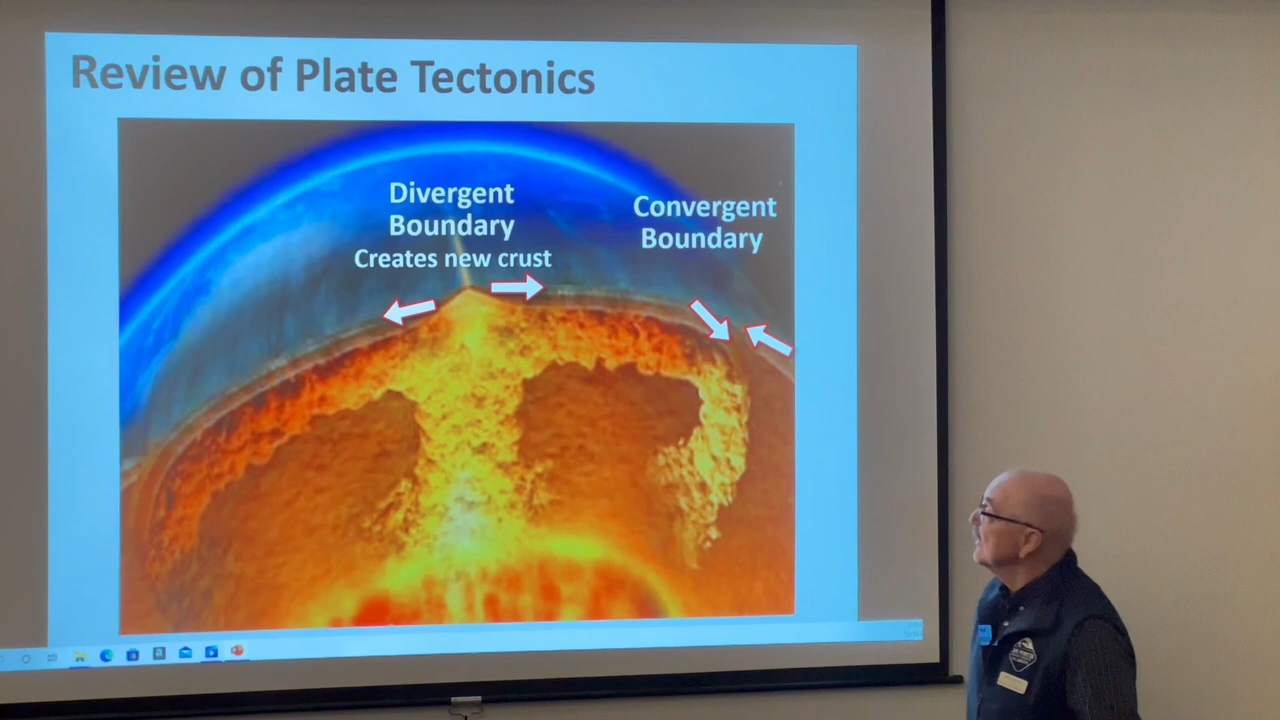 Review of Plate Tectonics
Divergent
Boundary
Creates new crust
Convergent
Boundary